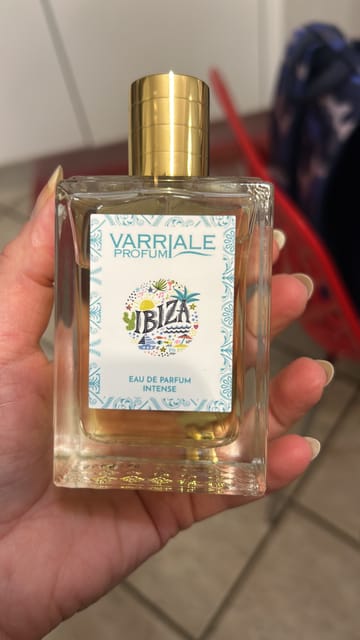 VARRIALE
PROFUMI
IBIZA
EAU DE PARFUM
INTENSE